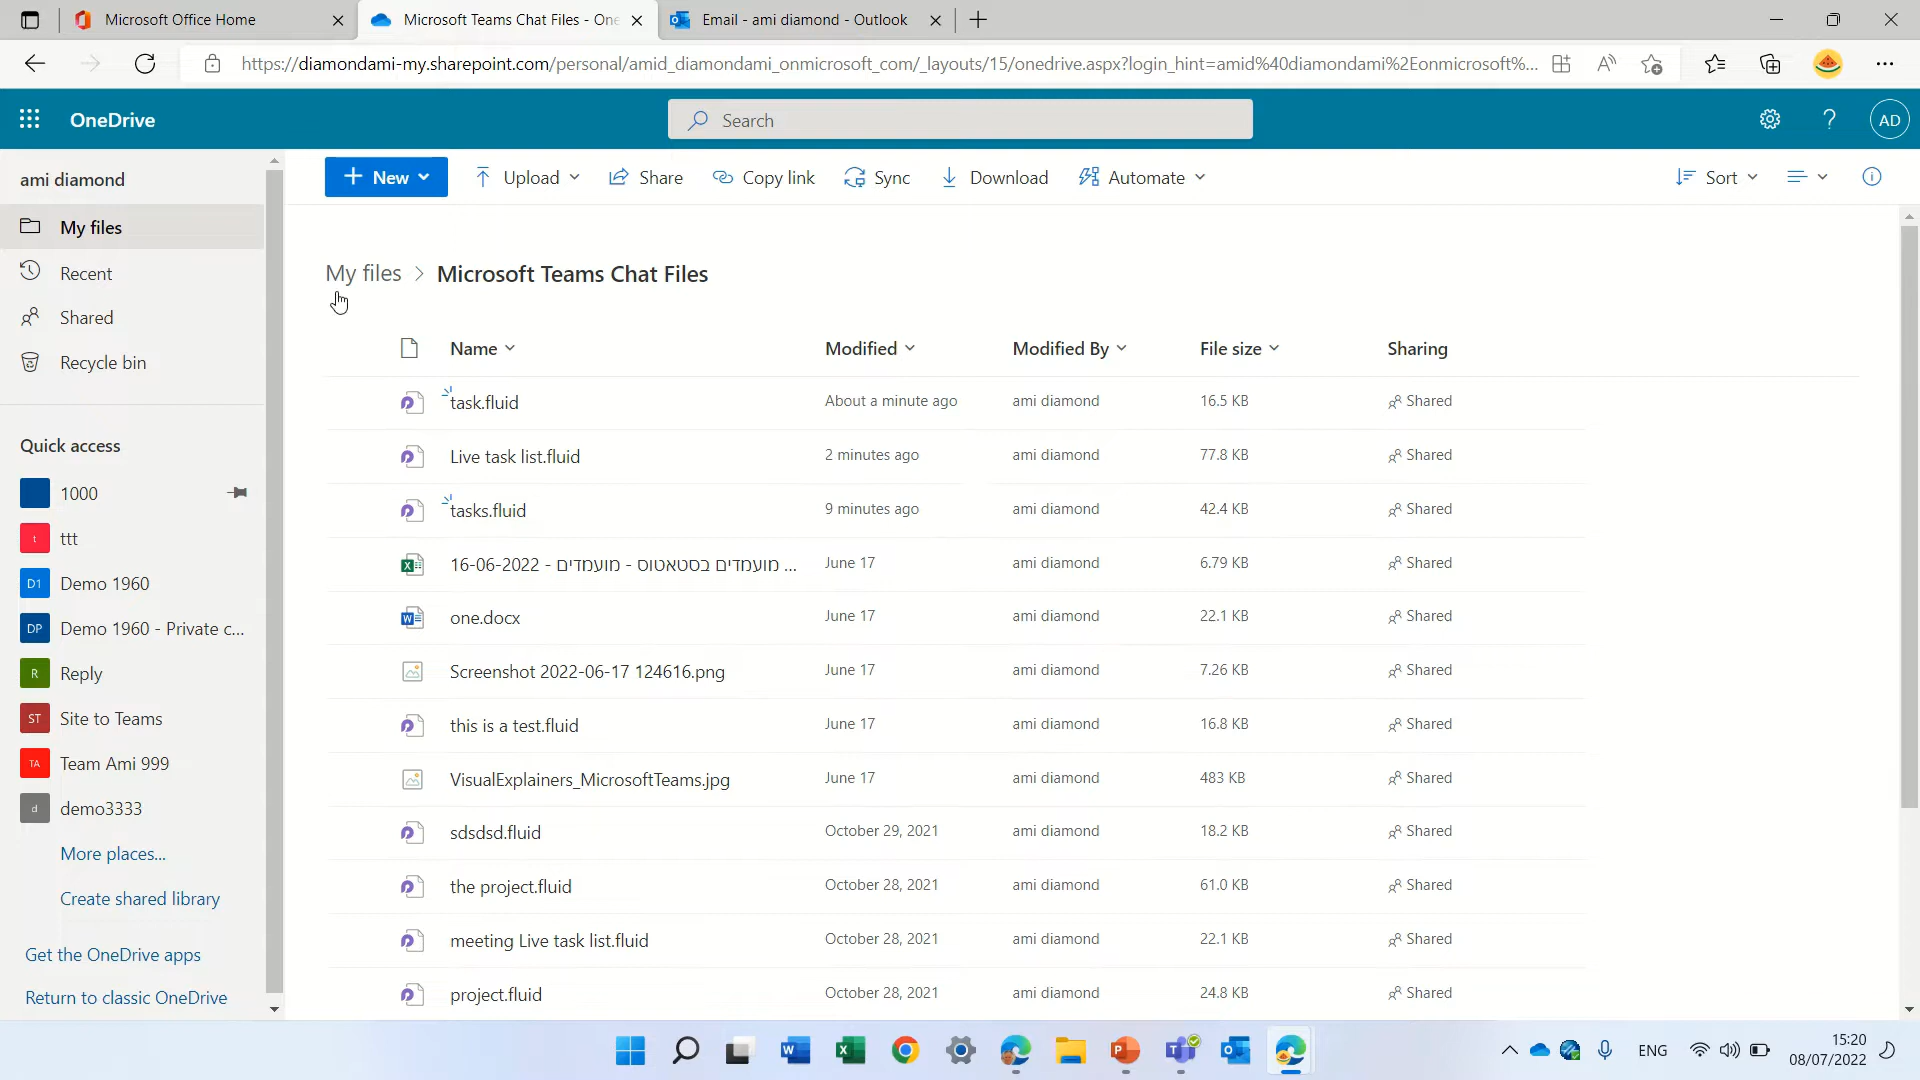 Microsoft Office Home
Microsoft Teams Chat Files - One
Email - ami diamond - Outlook
https://diamondami-my.sharepoint.com/personal/amid_diamondami_onmicrosoft_com/_layouts/15/onedrive.aspx?login_hint=amid%40diamondami%2Eonmicrosoft%...
OneDrive
Search
AD
ami diamond
New
Upload
Share
Copy link
Sync
Download
Automate
Sort
My files
Recent
Shared
Recycle bin
Quick access
1000
t ttt
D1 Demo 1960
DP Demo 1960 - Private c...
R Reply
ST Site to Teams
TA Team Ami 999
d demo3333
More places...
Create shared library
Get the OneDrive apps
Return to classic OneDrive
My files > Microsoft Teams Chat Files
Name Modified Modified By File size Sharing
task.fluid About a minute ago ami diamond 16.5 KB Shared
Live task list.fluid 2 minutes ago ami diamond 77.8 KB Shared
tasks.fluid 9 minutes ago ami diamond 42.4 KB Shared
16-06-2022 - מועמדים בסטאטוס - מועמדים ... June 17 ami diamond 6.79 KB Shared
one.docx June 17 ami diamond 22.1 KB Shared
Screenshot 2022-06-17 124616.png June 17 ami diamond 7.26 KB Shared
this is a test.fluid June 17 ami diamond 16.8 KB Shared
VisualExplainers_MicrosoftTeams.jpg June 17 ami diamond 483 KB Shared
sdsdsd.fluid October 29, 2021 ami diamond 18.2 KB Shared
the project.fluid October 28, 2021 ami diamond 61.0 KB Shared
meeting Live task list.fluid October 28, 2021 ami diamond 22.1 KB Shared
project.fluid October 28, 2021 ami diamond 24.8 KB Shared
ENG
15:20
08/07/2022